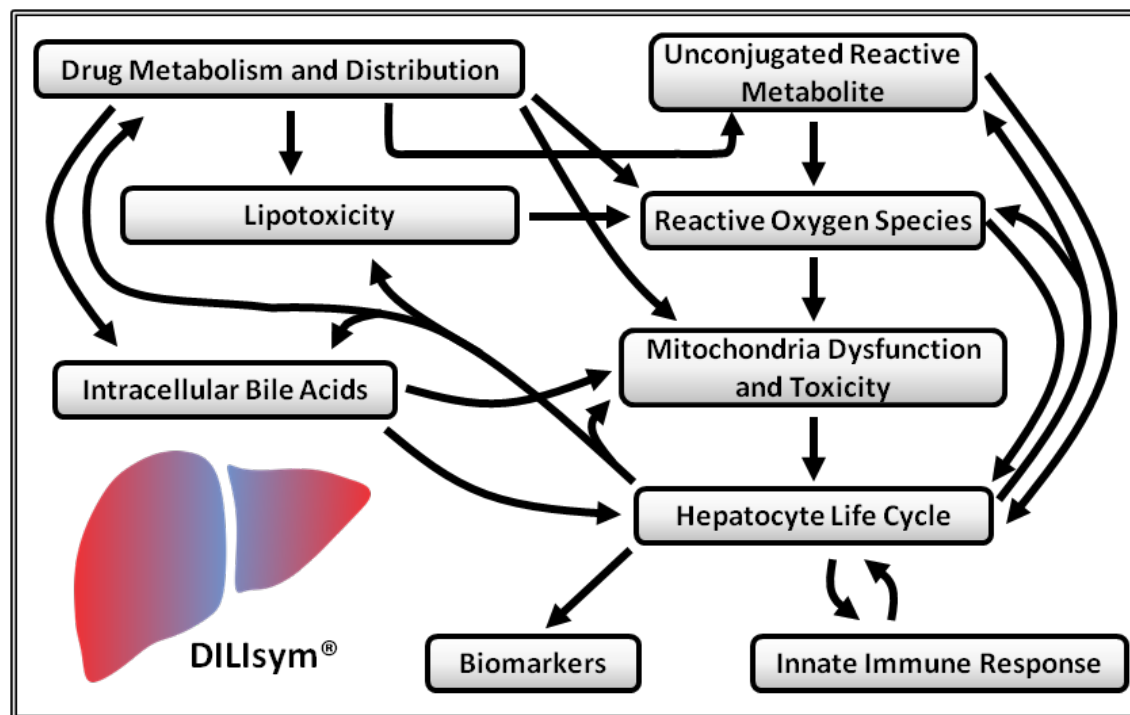 Drug Metabolism and Distribution
Unconjugated Reactive
Metabolite
Lipotoxicity
Reactive Oxygen Species
Mitochondria Dysfunction
and Toxicity
Intracellular Bile Acids
Hepatocyte Life Cycle
DILIsym®
Biomarkers
Innate Immune Response